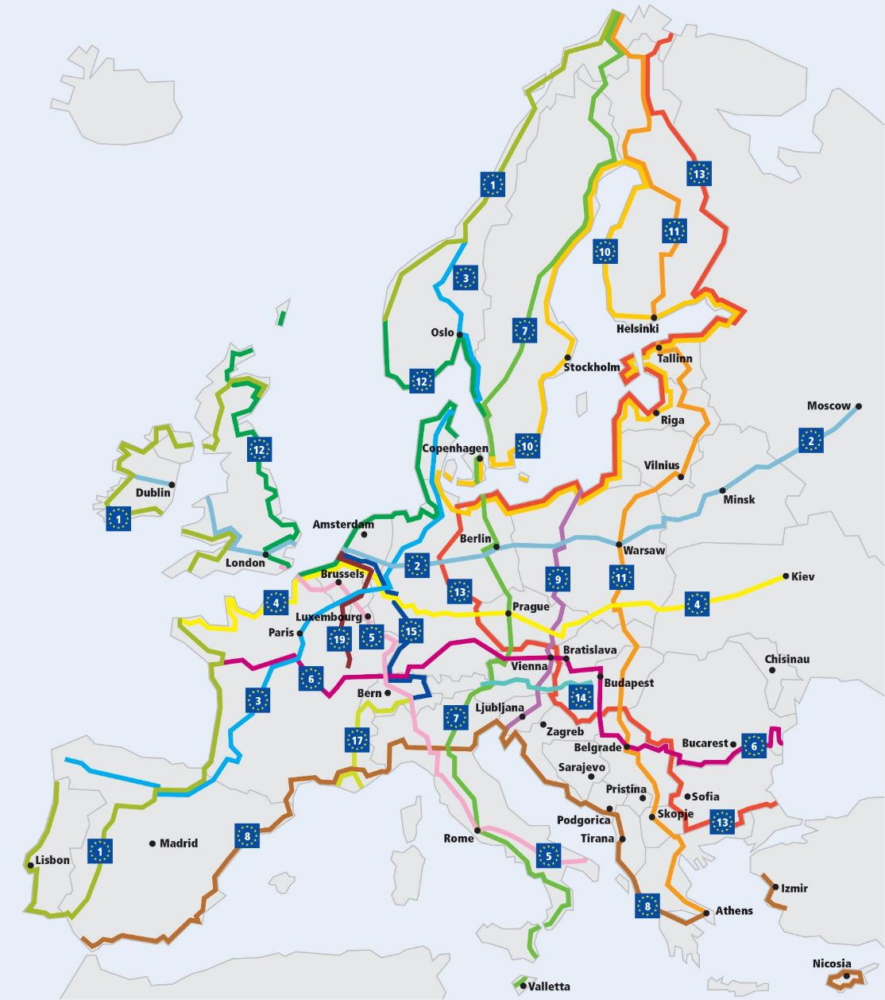 1
13
11
10
3
Oslo
Helsinki
7
Stockholm
Tallinn
12
Riga
Moscow
2
10
Copenhagen
12
Vilnius
Dublin
Minsk
1
Amsterdam
Berlin
Warsaw
London
2
Brussels
9
11
Kiev
13
4
4
Prague
Luxembourg
Paris
15
5
19
Bratislava
Vienna
Chisinau
6
Budapest
Bern
14
3
Ljubljana
7
Zagreb
17
Belgrade
Bucarest
6
Sarajevo
Pristina
Sofia
Skopje
Podgorica
13
8
Rome
Tirana
Madrid
1
Lisbon
5
Izmir
8
Athens
Nicosia
Valletta